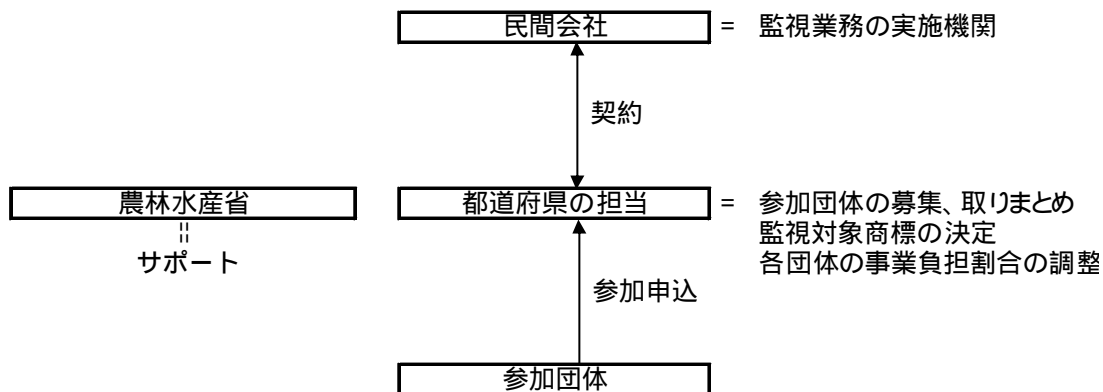 民間会社 = 監視業務の実施機関
契約
農林水産省
サポート
都道府県の担当 = 参加団体の募集、取りまとめ
監視対象商標の決定
各団体の事業負担割合の調整
参加申込
参加団体